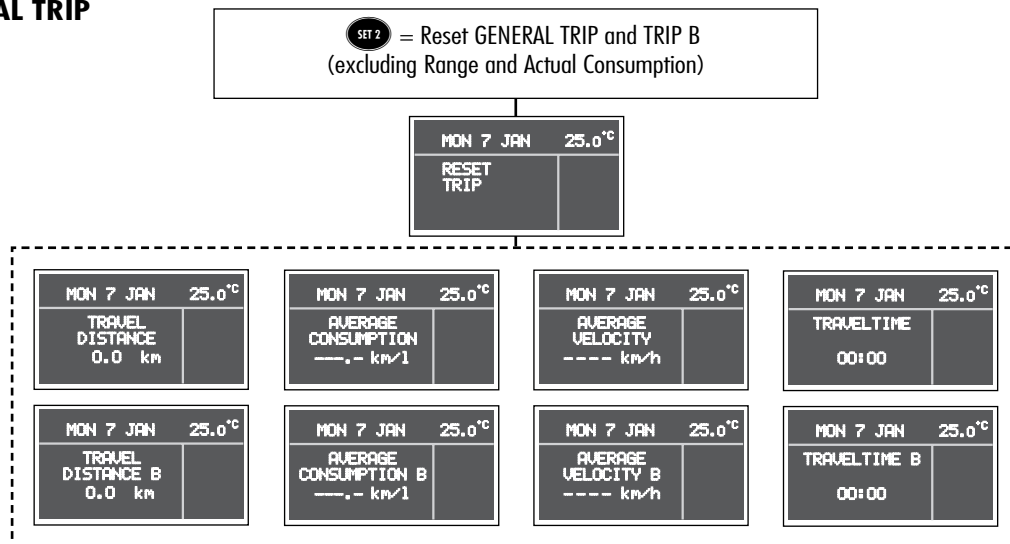 AL TRIP
SET 2 = Reset GENERAL TRIP and TRIP B
(excluding Range and Actual Consumption)
MON 7 JAN 25.0°C
RESET
TRIP
MON 7 JAN 25.0°C
TRAVEL
DISTANCE
0.0 km
MON 7 JAN 25.0°C
AVERAGE
CONSUMPTION
---.- km/l
MON 7 JAN 25.0°C
AVERAGE
VELOCITY
---- km/h
MON 7 JAN 25.0°C
TRAVELTIME
00:00
MON 7 JAN 25.0°C
TRAVEL
DISTANCE B
0.0 km
MON 7 JAN 25.0°C
AVERAGE
CONSUMPTION B
---.- km/l
MON 7 JAN 25.0°C
AVERAGE
VELOCITY B
---- km/h
MON 7 JAN 25.0°C
TRAVELTIME B
00:00